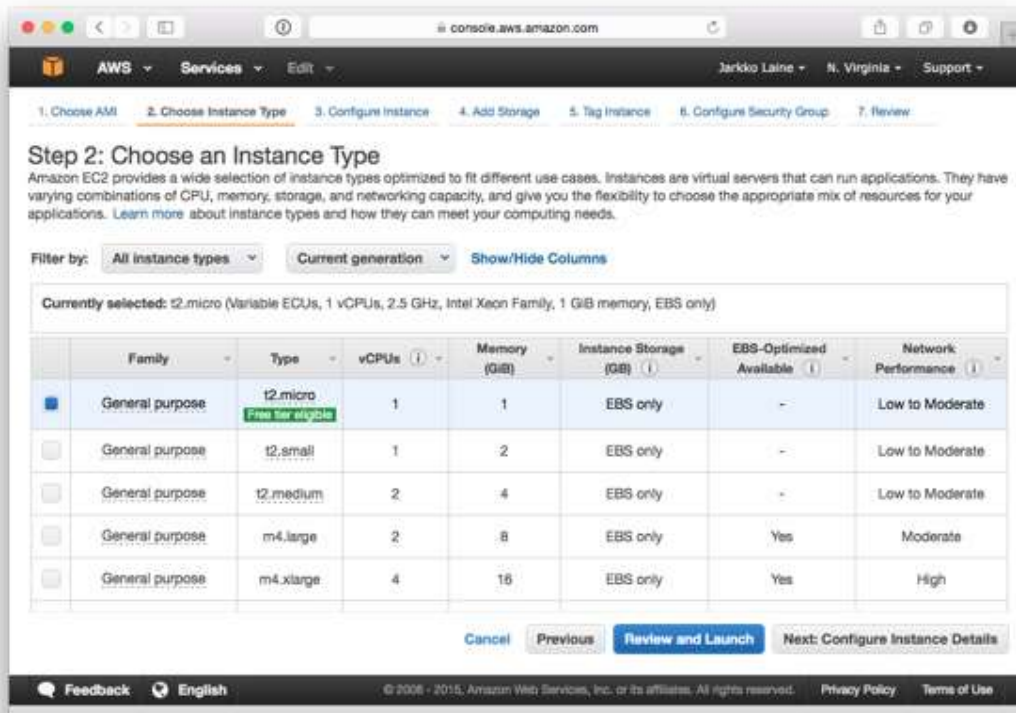 console.aws.amazon.com
AWS Services Edit Jarkko Laine N. Virginia Support
1. Choose AMI 2. Choose Instance Type 3. Configure Instance 4. Add Storage 5. Tag Instance 6. Configure Security Group 7. Review
Step 2: Choose an Instance Type
Amazon EC2 provides a wide selection of instance types optimized to fit different use cases. Instances are virtual servers that can run applications. They have
varying combinations of CPU, memory, storage, and networking capacity, and give you the flexibility to choose the appropriate mix of resources for your
applications. Learn more about instance types and how they can meet your computing needs.
Filter by: All instance types Current generation Show/Hide Columns
Currently selected: t2.micro (Variable ECUs, 1 vCPUs, 2.5 GHz, Intel Xeon Family, 1 GiB memory, EBS only)
Family Type vCPUs Memory (GiB) Instance Storage (GB) EBS-Optimized Available Network Performance
General purpose t2.micro Free tier eligible 1 1 EBS only - Low to Moderate
General purpose t2.small 1 2 EBS only - Low to Moderate
General purpose t2.medium 2 4 EBS only - Low to Moderate
General purpose m4.large 2 8 EBS only Yes Moderate
General purpose m4.xlarge 4 16 EBS only Yes High
Cancel Previous Review and Launch Next: Configure Instance Details
Feedback English © 2008 - 2015, Amazon Web Services, Inc. or its affiliates. All rights reserved. Privacy Policy Terms of Use